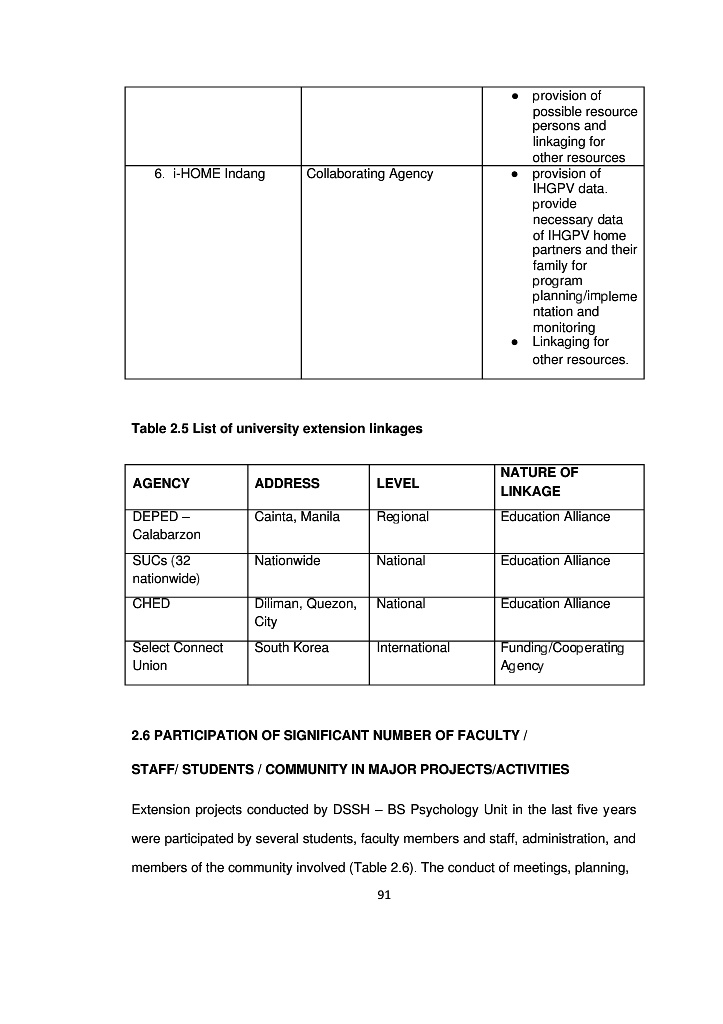 ● provision of
possible resource
persons and
linkaging for
other resources
6. i-HOME Indang
Collaborating Agency
● provision of
IHGPV data.
provide
necessary data
of IHGPV home
partners and their
family for
program
planning/impleme
ntation and
monitoring
● Linkaging for
other resources.
Table 2.5 List of university extension linkages
AGENCY
ADDRESS
LEVEL
NATURE OF
LINKAGE
DEPED –
Calabarzon
Cainta, Manila
Regional
Education Alliance
SUCs (32
nationwide)
Nationwide
National
Education Alliance
CHED
Diliman, Quezon,
City
National
Education Alliance
Select Connect
Union
South Korea
International
Funding/Cooperating
Agency
2.6 PARTICIPATION OF SIGNIFICANT NUMBER OF FACULTY /
STAFF/ STUDENTS / COMMUNITY IN MAJOR PROJECTS/ACTIVITIES
Extension projects conducted by DSSH – BS Psychology Unit in the last five years
were participated by several students, faculty members and staff, administration, and
members of the community involved (Table 2.6). The conduct of meetings, planning,
91